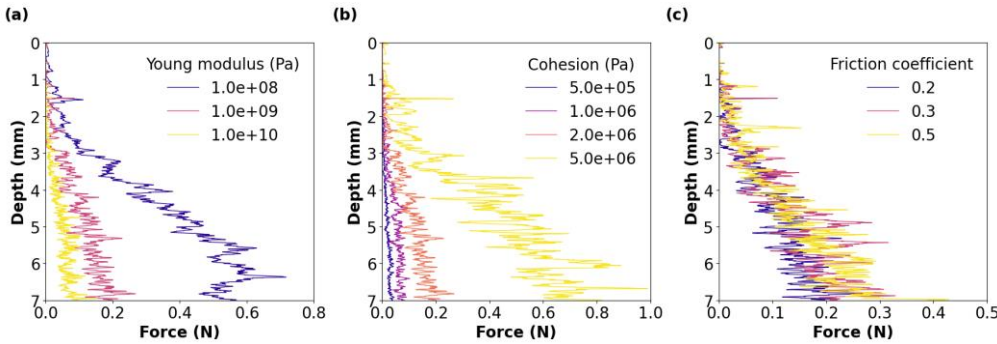 (a)
Young modulus (Pa)
1.0e+08
1.0e+09
1.0e+10
Depth (mm)
0
1
2
3
4
5
6
7
0.0 0.2 0.4 0.6 0.8
Force (N)
(b)
Cohesion (Pa)
5.0e+05
1.0e+06
2.0e+06
5.0e+06
Depth (mm)
0
1
2
3
4
5
6
7
0.0 0.2 0.4 0.6 0.8 1.0
Force (N)
(c)
Friction coefficient
0.2
0.3
0.5
Depth (mm)
0
1
2
3
4
5
6
7
0.0 0.1 0.2 0.3 0.4 0.5
Force (N)